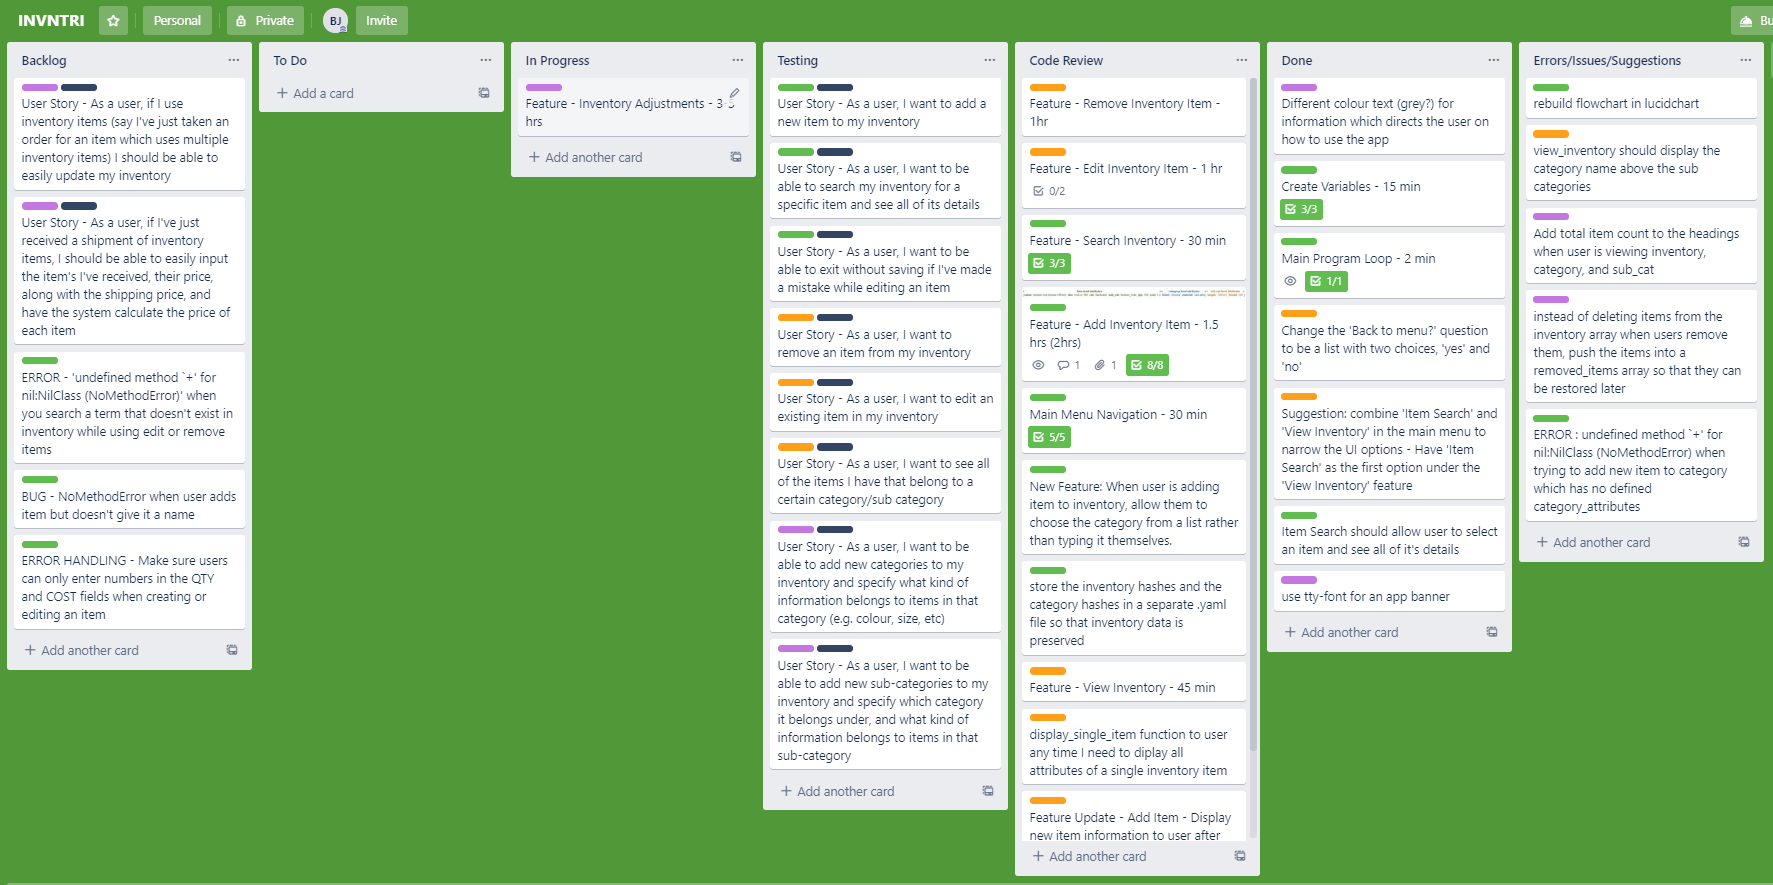 INVNTRI
Personal
Private
BJ
Invite
Bu
Backlog
User Story - As a user, if I use
inventory items (say I've just taken an
order for an item which uses multiple
inventory items) I should be able to
easily update my inventory
User Story - As a user, if I've just
received a shipment of inventory
items, I should be able to easily input
the item's I've received, their price,
along with the shipping price, and
have the system calculate the price of
each item
ERROR - 'undefined method `+' for
nil:NilClass (NoMethodError)' when
you search a term that doesn't exist in
inventory while using edit or remove
items
BUG - NoMethodError when user adds
item but doesn't give it a name
ERROR HANDLING - Make sure users
can only enter numbers in the QTY
and COST fields when creating or
editing an item
+ Add another card
To Do
+ Add a card
In Progress
Feature - Inventory Adjustments - 3-5
hrs
+ Add another card
Testing
User Story - As a user, I want to add a
new item to my inventory
User Story - As a user, I want to be
able to search my inventory for a
specific item and see all of its details
User Story - As a user, I want to be
able to exit without saving if I've made
a mistake while editing an item
User Story - As a user, I want to
remove an item from my inventory
User Story - As a user, I want to edit an
existing item in my inventory
User Story - As a user, I want to see all
of the items I have that belong to a
certain category/sub category
User Story - As a user, I want to be
able to add new categories to my
inventory and specify what kind of
information belongs to items in that
category (e.g. colour, size, etc)
User Story - As a user, I want to be
able to add new sub-categories to my
inventory and specify which category
it belongs under, and what kind of
information belongs to items in that
sub-category
+ Add another card
Code Review
Feature - Remove Inventory Item -
1hr
Feature - Edit Inventory Item - 1 hr
0/2
Feature - Search Inventory - 30 min
3/3
Feature - Add Inventory Item - 1.5
hrs (2hrs)
1 1 8/8
Main Menu Navigation - 30 min
5/5
New Feature: When user is adding
item to inventory, allow them to
choose the category from a list rather
than typing it themselves.
store the inventory hashes and the
category hashes in a separate .yaml
file so that inventory data is
preserved
Feature - View Inventory - 45 min
display_single_item function to user
any time I need to diplay all
attributes of a single inventory item
Feature Update - Add Item - Display
new item information to user after
+ Add another card
Done
Different colour text (grey?) for
information which directs the user on
how to use the app
Create Variables - 15 min
3/3
Main Program Loop - 2 min
1/1
Change the 'Back to menu?' question
to be a list with two choices, 'yes' and
'no'
Suggestion: combine 'Item Search' and
'View Inventory' in the main menu to
narrow the UI options - Have 'Item
Search' as the first option under the
'View Inventory' feature
Item Search should allow user to select
an item and see all of it's details
use tty-font for an app banner
+ Add another card
Errors/Issues/Suggestions
rebuild flowchart in lucidchart
view_inventory should display the
category name above the sub
categories
Add total item count to the headings
when user is viewing inventory,
category, and sub_cat
instead of deleting items from the
inventory array when users remove
them, push the items into a
removed_items array so that they can
be restored later
ERROR : undefined method `+' for
nil:NilClass (NoMethodError) when
trying to add new item to category
which has no defined
category_attributes
+ Add another card